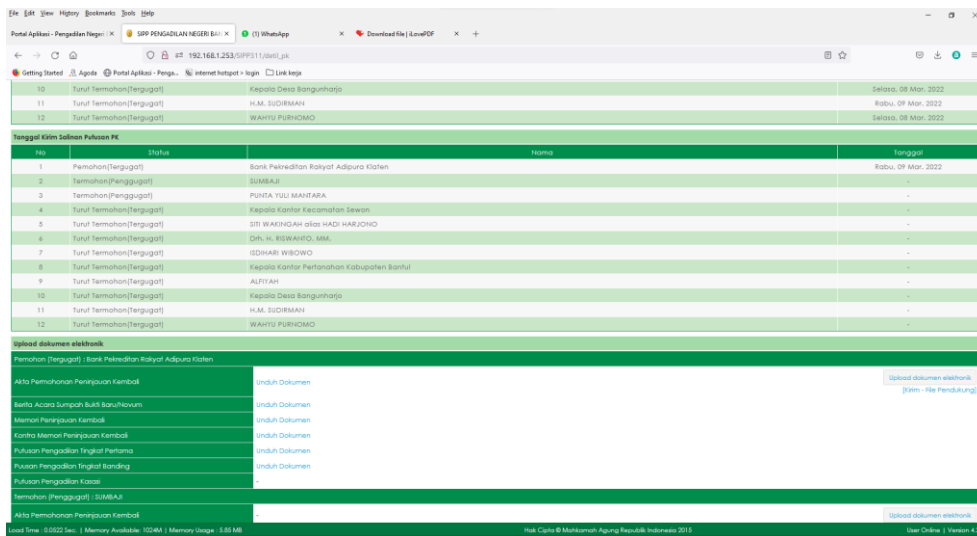 File Edit View History Bookmarks Tools Help
Portal Aplikasi - Pengadilan Negeri SIPP PENGADILAN NEGERI BAN (1) WhatsApp Download file | iLovePDF
192.168.1.253/SIPP311/detil_pk
Getting Started Agoda Portal Aplikasi - Penga... internet hotspot > login Link kerja
10 Turut Termohon(Tergugat) Kepala Desa Bangunharjo Selasa, 08 Mar. 2022
11 Turut Termohon(Tergugat) H.M. SUDIRMAN Rabu, 09 Mar. 2022
12 Turut Termohon(Tergugat) WAHYU PURNOMO Selasa, 08 Mar. 2022
Tanggal Kirim Salinan Putusan PK
No Status Nama Tanggal
1 Pemohon(Tergugat) Bank Pekreditan Rakyat Adipura Klaten Rabu, 09 Mar. 2022
2 Termohon(Penggugat) SUMBAJI -
3 Termohon(Penggugat) PUNTA YULI MANTARA -
4 Turut Termohon(Tergugat) Kepala Kantor Kecamatan Sewon -
5 Turut Termohon(Tergugat) SITI WAKINGAH alias HADI HARJONO -
6 Turut Termohon(Tergugat) Drh. H. RISWANTO, MM. -
7 Turut Termohon(Tergugat) ISDIHARI WIBOWO -
8 Turut Termohon(Tergugat) Kepala Kantor Pertanahan Kabupaten Bantul -
9 Turut Termohon(Tergugat) ALFIYAH -
10 Turut Termohon(Tergugat) Kepala Desa Bangunharjo -
11 Turut Termohon(Tergugat) H.M. SUDIRMAN -
12 Turut Termohon(Tergugat) WAHYU PURNOMO -
Upload dokumen elektronik
Pemohon (Tergugat) : Bank Pekreditan Rakyat Adipura Klaten
Akta Permohonan Peninjauan Kembali Unduh Dokumen Upload dokumen elektronik
[Kirim - File Pendukung]
Berita Acara Sumpah Bukti Baru/Novum Unduh Dokumen
Memori Peninjauan Kembali Unduh Dokumen
Kontra Memori Peninjauan Kembali Unduh Dokumen
Putusan Pengadilan Tingkat Pertama Unduh Dokumen
Puusan Pengadilan Tingkat Banding Unduh Dokumen
Putusan Pengadilan Kasasi -
Termohon (Penggugat) : SUMBAJI
Akta Permohonan Peninjauan Kembali - Upload dokumen elektronik
Load Time : 0.0522 Sec. | Memory Available: 1024M | Memory Usage : 5.85 MB Hak Cipta © Mahkamah Agung Republik Indonesia 2015 User Online | Version 4.